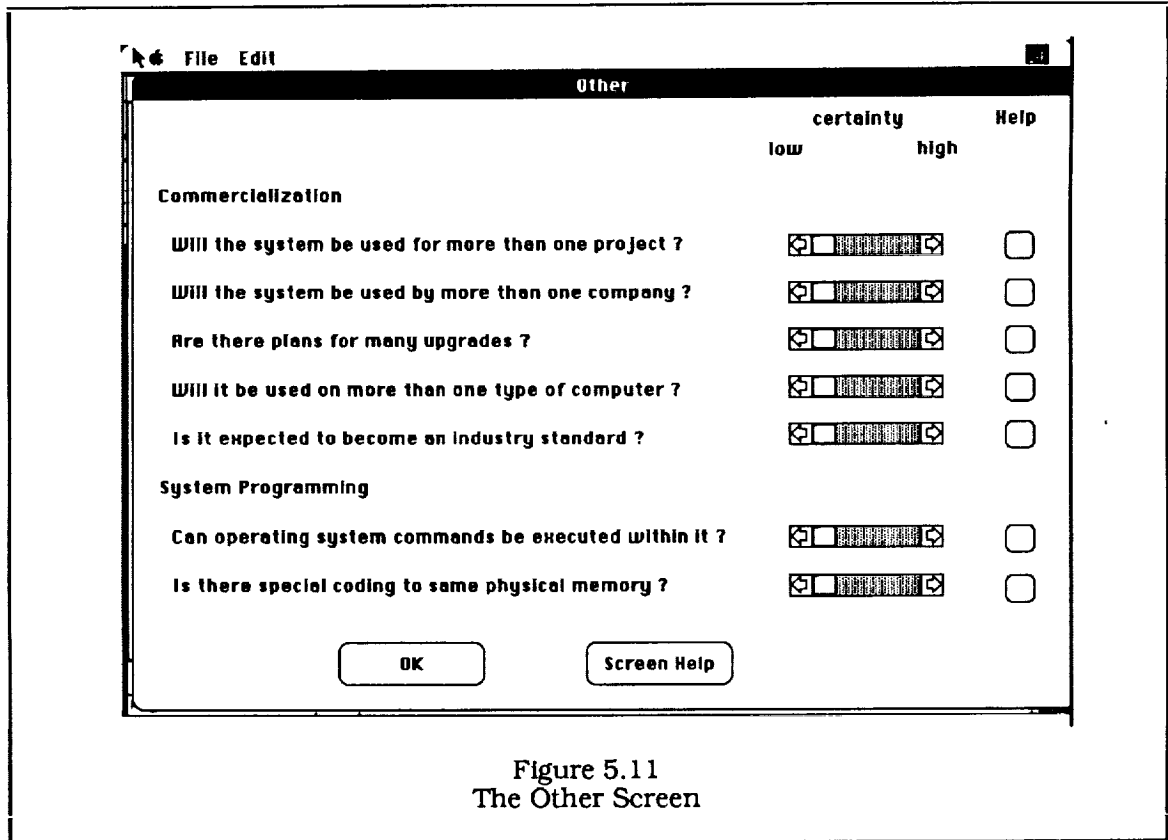 File Edit
Other
certainty Help
low high
Commercialization
Will the system be used for more than one project ?
Will the system be used by more than one company ?
Are there plans for many upgrades ?
Will it be used on more than one type of computer ?
Is it expected to become an industry standard ?
System Programming
Can operating system commands be executed within it ?
Is there special coding to same physical memory ?
OK Screen Help
Figure 5.11
The Other Screen